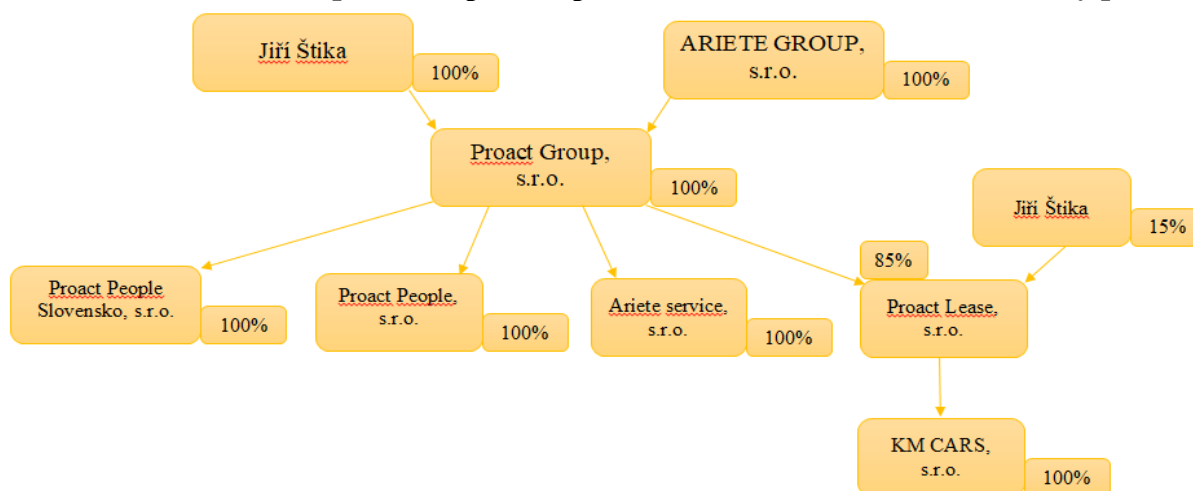 Jiří Štika
100%
ARIETE GROUP,
s.r.o.
100%
Proact Group,
s.r.o.
100%
Jiří Štika
15%
Proact People
Slovensko, s.r.o.
100%
Proact People,
s.r.o.
100%
Ariete service,
s.r.o.
100%
85%
Proact Lease,
s.r.o.
KM CARS,
s.r.o.
100%